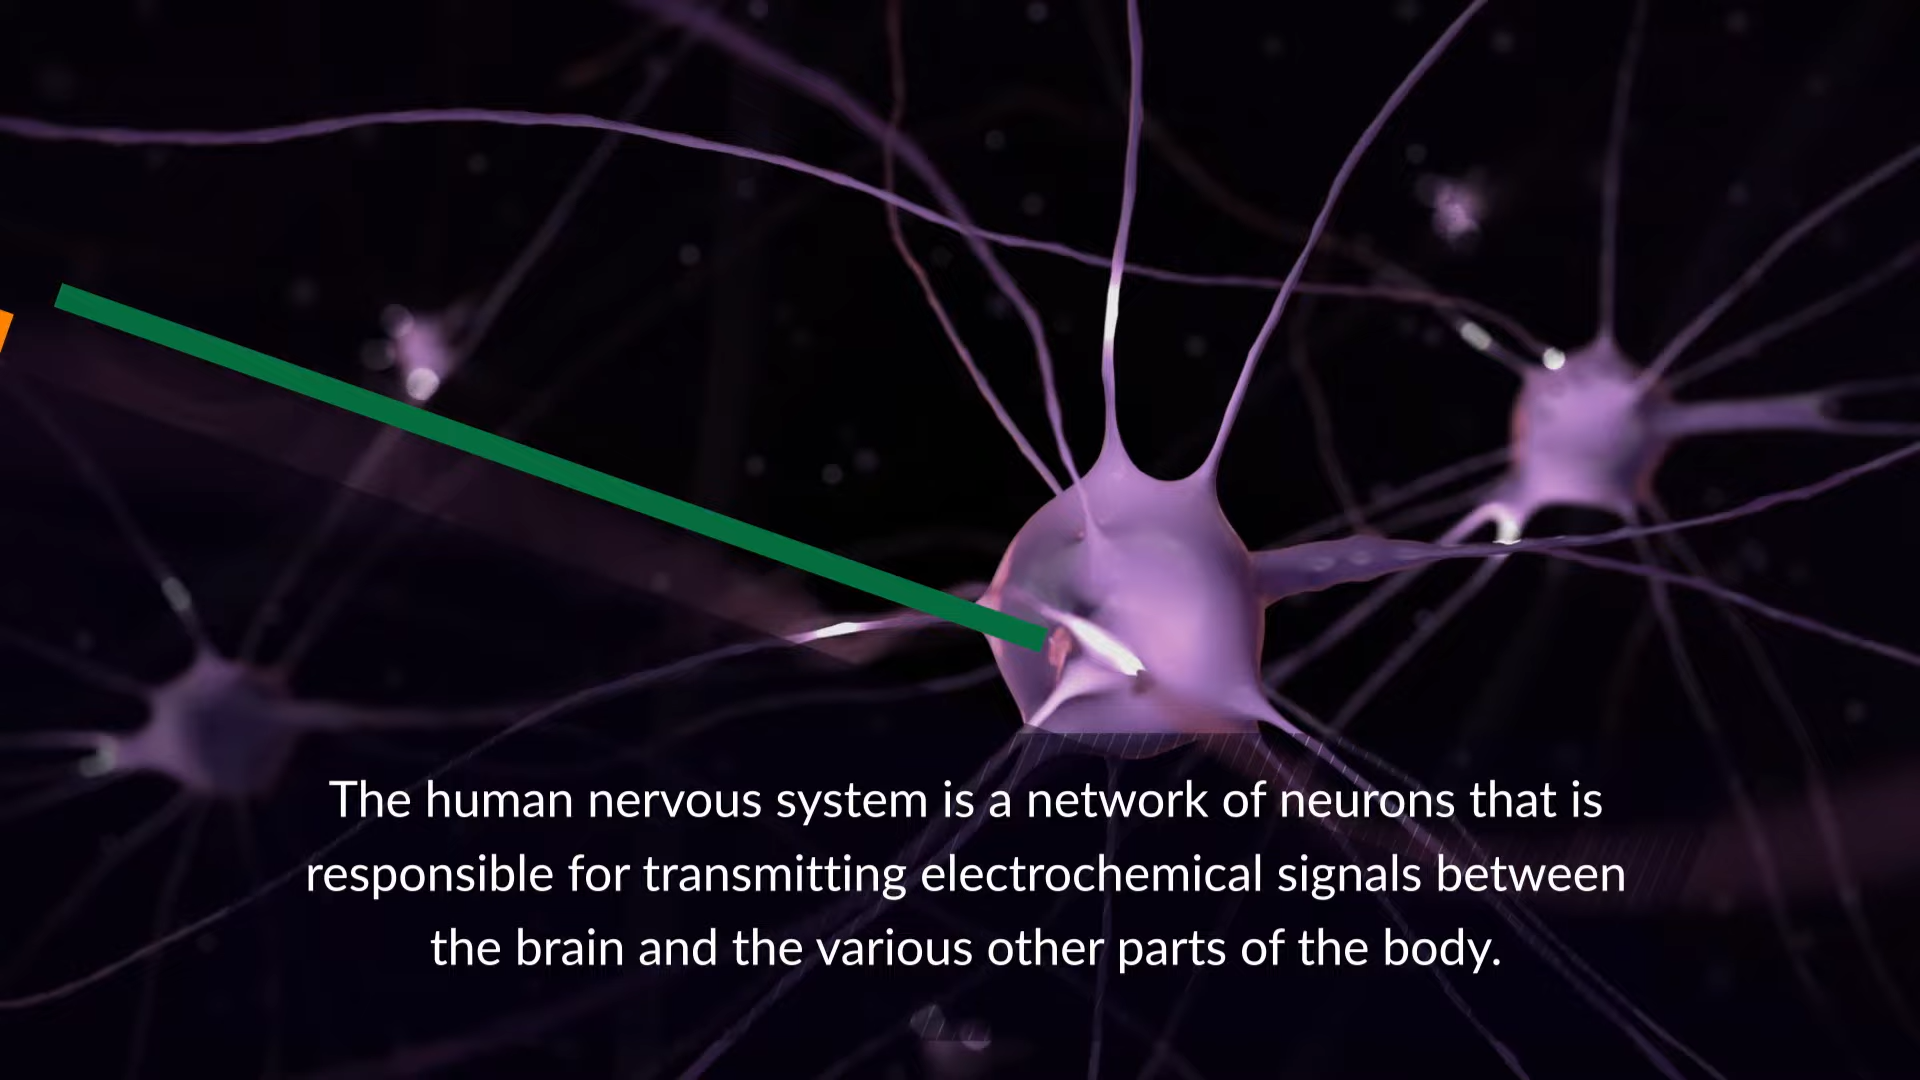 The human nervous system is a network of neurons that is
responsible for transmitting electrochemical signals between
the brain and the various other parts of the body.